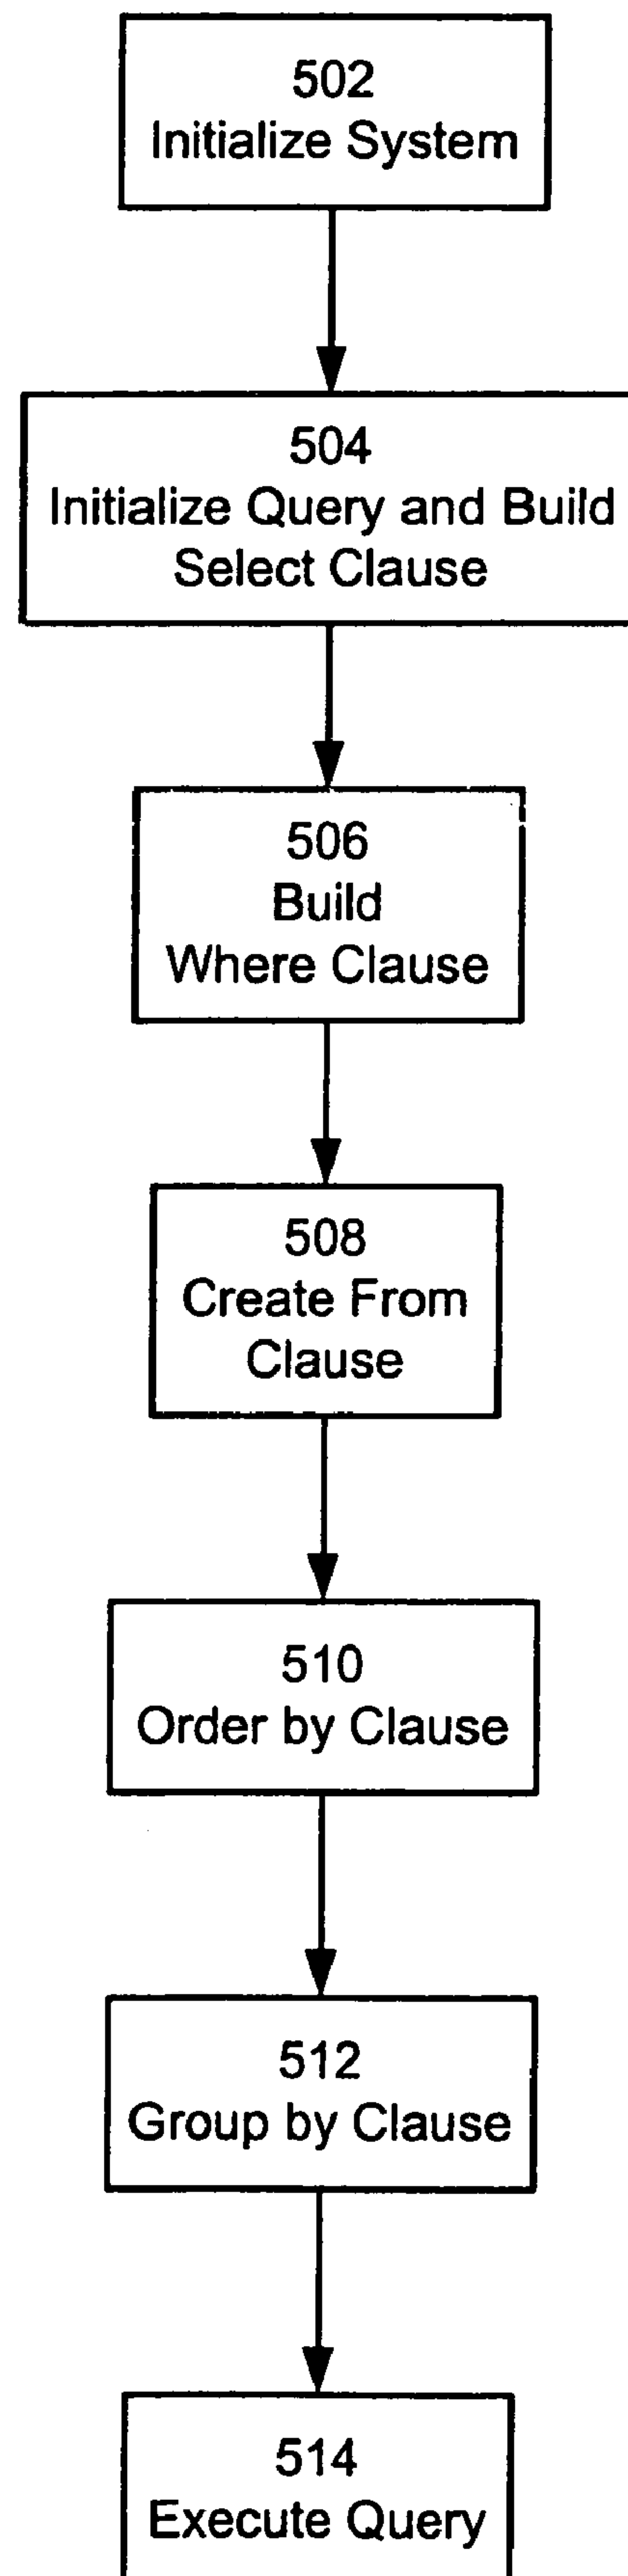 502
Initialize System
504
Initialize Query and Build
Select Clause
506
Build
Where Clause
508
Create From
Clause
510
Order by Clause
512
Group by Clause
514
Execute Query